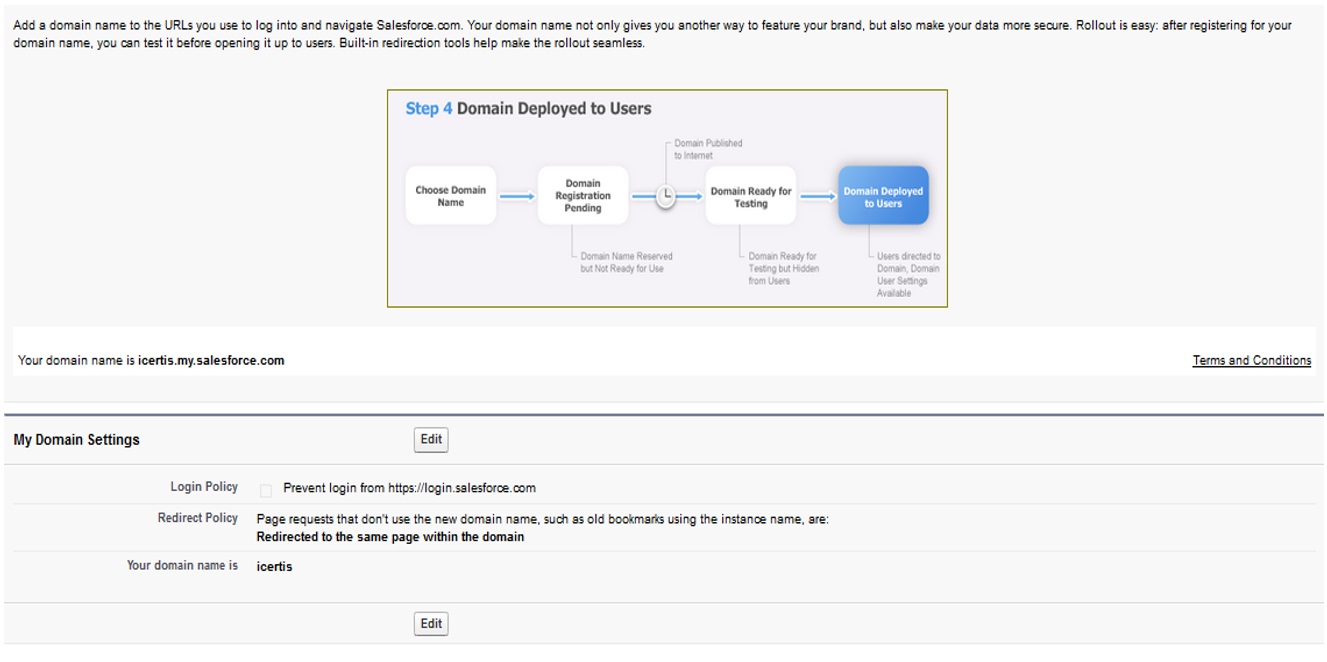 Add a domain name to the URLs you use to log into and navigate Salesforce.com. Your domain name not only gives you another way to feature your brand, but also make your data more secure. Rollout is easy: after registering for your
domain name, you can test it before opening it up to users. Built-in redirection tools help make the rollout seamless.
Step 4 Domain Deployed to Users
Domain Published
to Internet
Choose Domain
Name
Domain
Registration
Pending
Domain Ready for
Testing
Domain Deployed
to Users
Domain Name Reserved
but Not Ready for Use
Domain Ready for
Testing but Hidden
from Users
Users directed to
Domain, Domain
User Settings
Available
Your domain name is icertis.my.salesforce.com
Terms and Conditions
My Domain Settings
Edit
Login Policy
Prevent login from https://login.salesforce.com
Redirect Policy
Page requests that don't use the new domain name, such as old bookmarks using the instance name, are:
Redirected to the same page within the domain
Your domain name is
icertis
Edit